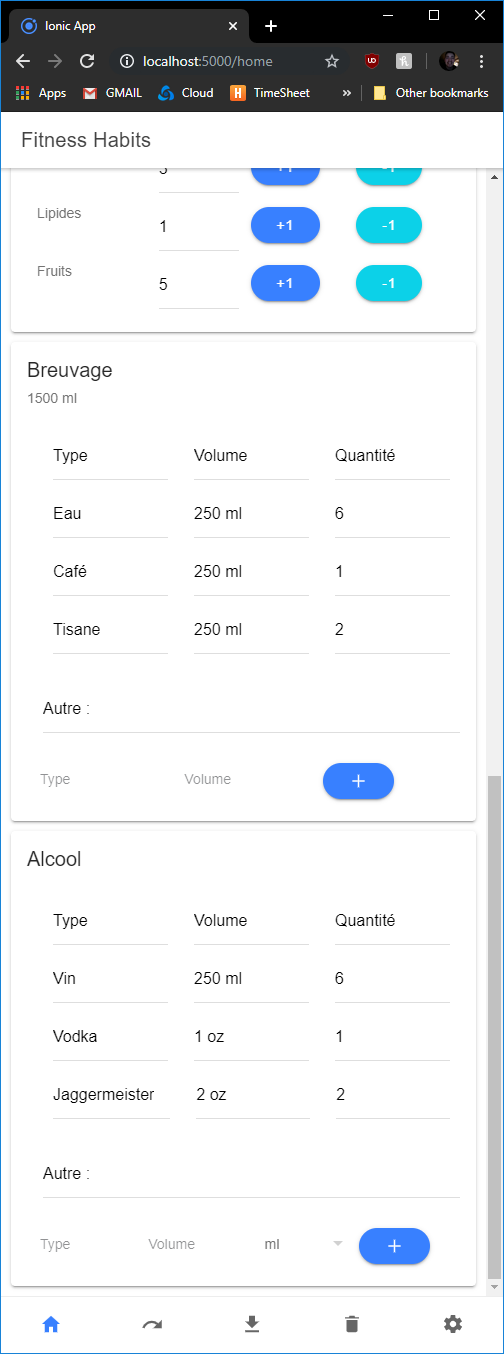 Ionic App
localhost:5000/home
UD
Apps GMAIL Cloud H TimeSheet » Other bookmarks
Fitness Habits
Lipides 1 +1 -1
Fruits 5 +1 -1
Breuvage
1500 ml
Type Volume Quantité
Eau 250 ml 6
Café 250 ml 1
Tisane 250 ml 2
Autre :
Type Volume +
Alcool
Type Volume Quantité
Vin 250 ml 6
Vodka 1 oz 1
Jaggermeister 2 oz 2
Autre :
Type Volume ml +